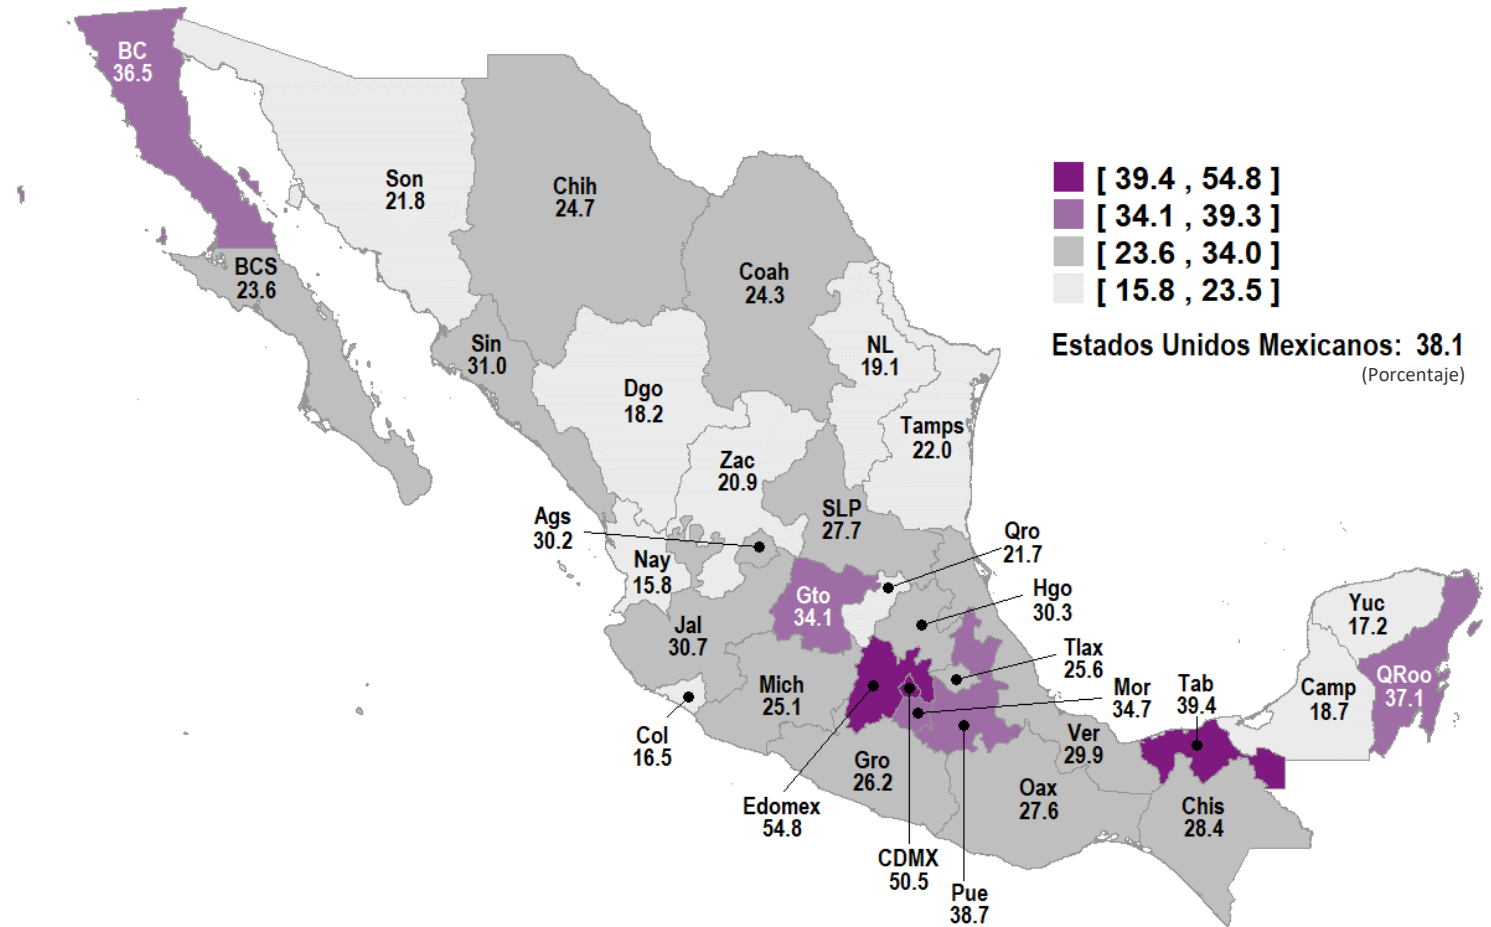 BC
36.5
Son
21.8
Chih
24.7
[ 39.4 , 54.8 ]
[ 34.1 , 39.3 ]
[ 23.6 , 34.0 ]
[ 15.8 , 23.5 ]
Estados Unidos Mexicanos: 38.1
(Porcentaje)
BCS
23.6
Coah
24.3
Sin
31.0
NL
19.1
Dgo
18.2
Tamps
22.0
Zac
20.9
SLP
27.7
Ags
30.2
Qro
21.7
Nay
15.8
Gto
34.1
Hgo
30.3
Yuc
17.2
Jal
30.7
Tlax
25.6
Mich
25.1
Mor
34.7
Tab
39.4
Camp
18.7
QRoo
37.1
Col
16.5
Ver
29.9
Gro
26.2
Oax
27.6
Edomex
54.8
Chis
28.4
CDMX
50.5
Pue
38.7